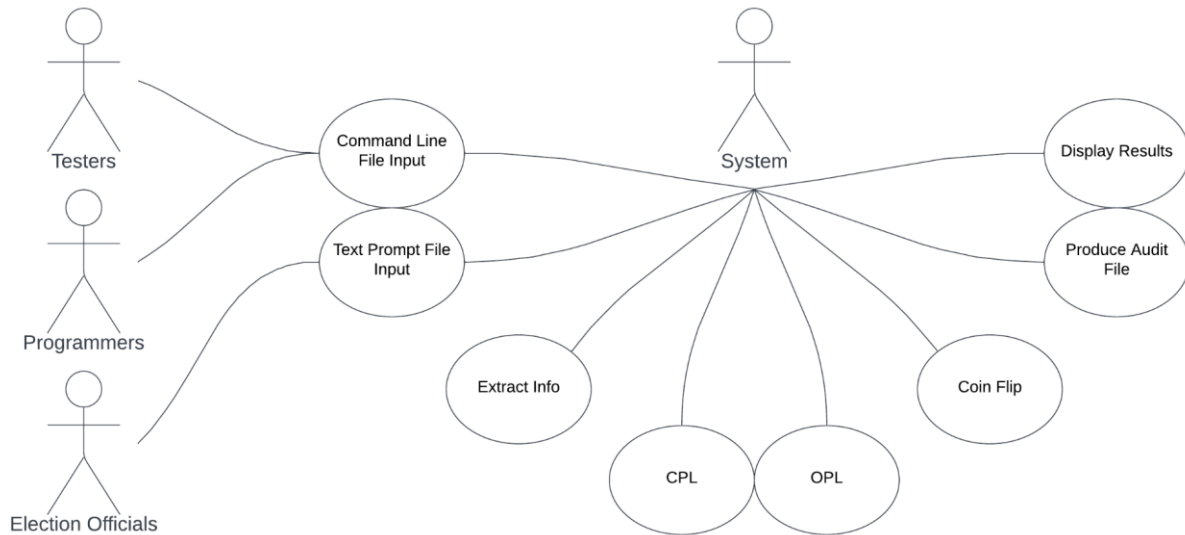 Testers
Command Line
File Input
System
Display Results
Programmers
Text Prompt File
Input
Produce Audit
File
Election Officials
Extract Info
Coin Flip
CPL
OPL